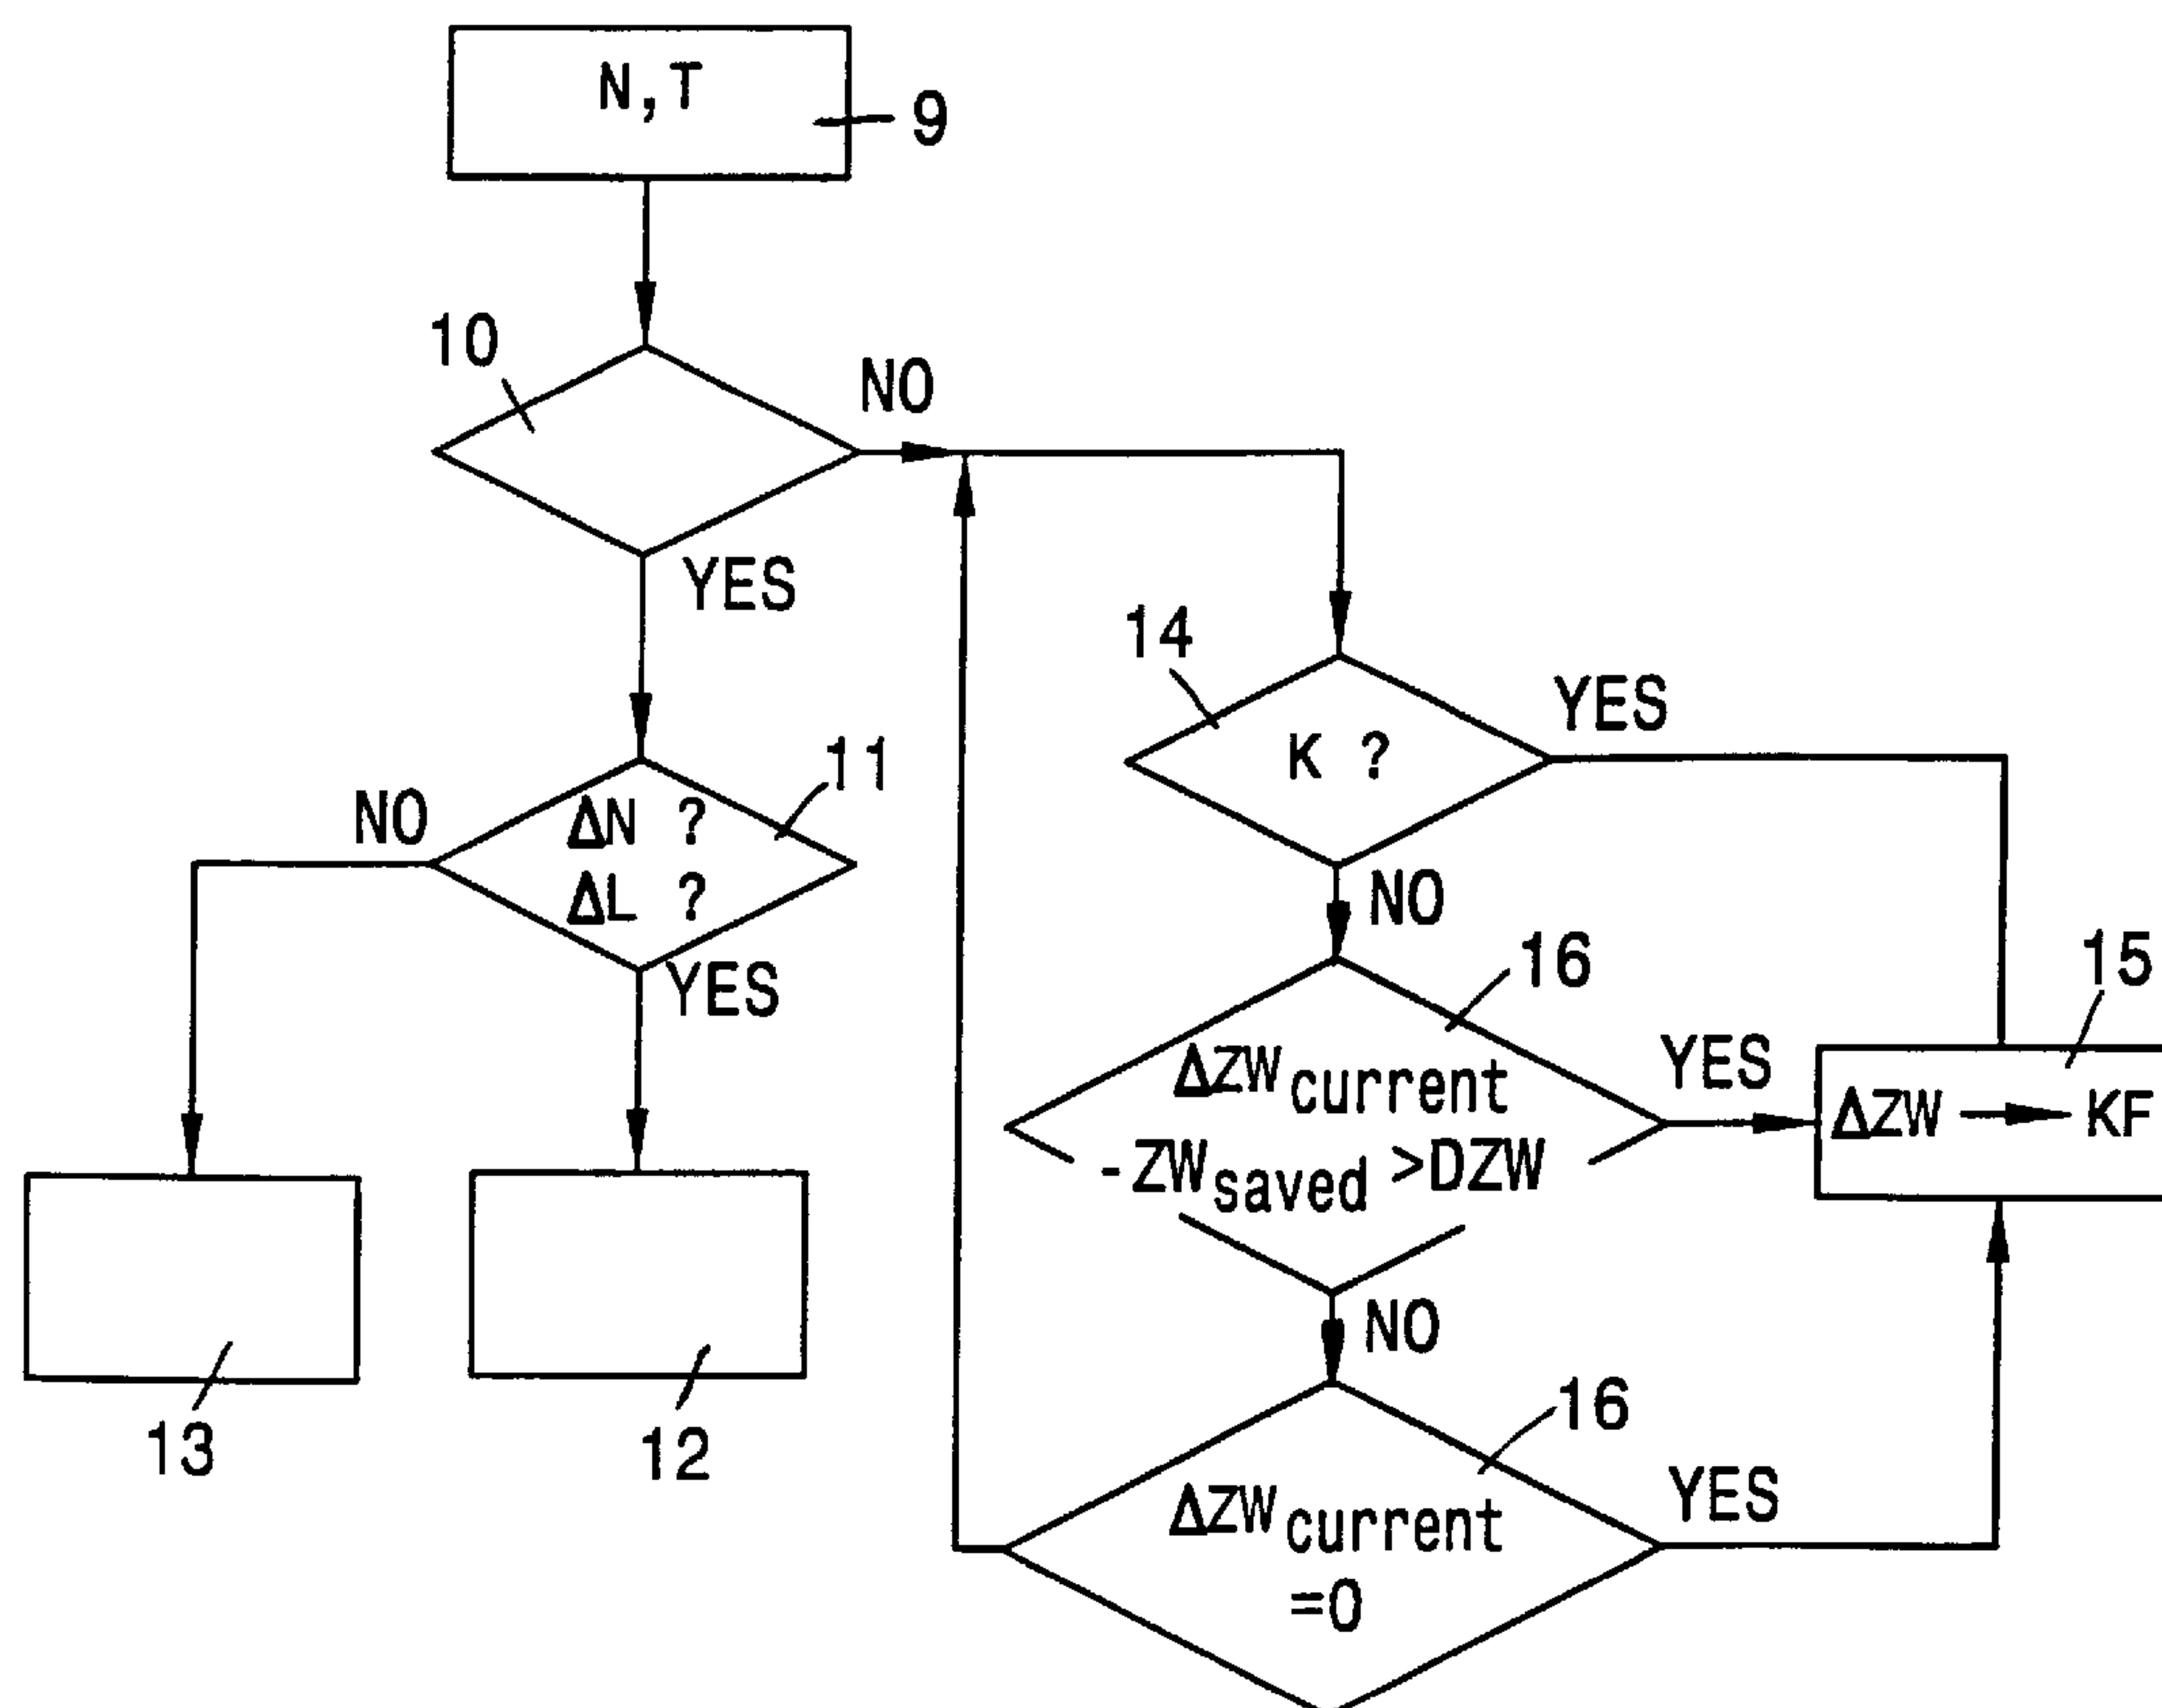 N,T
9
10
NO
YES
14
K ?
YES
11
NO
ΔN ?
ΔL ?
YES
NO
16
15
ΔZWcurrent
-ZWsaved >DZW
YES
ΔZW → KF
13
12
NO
16
ΔZWcurrent
=0
YES